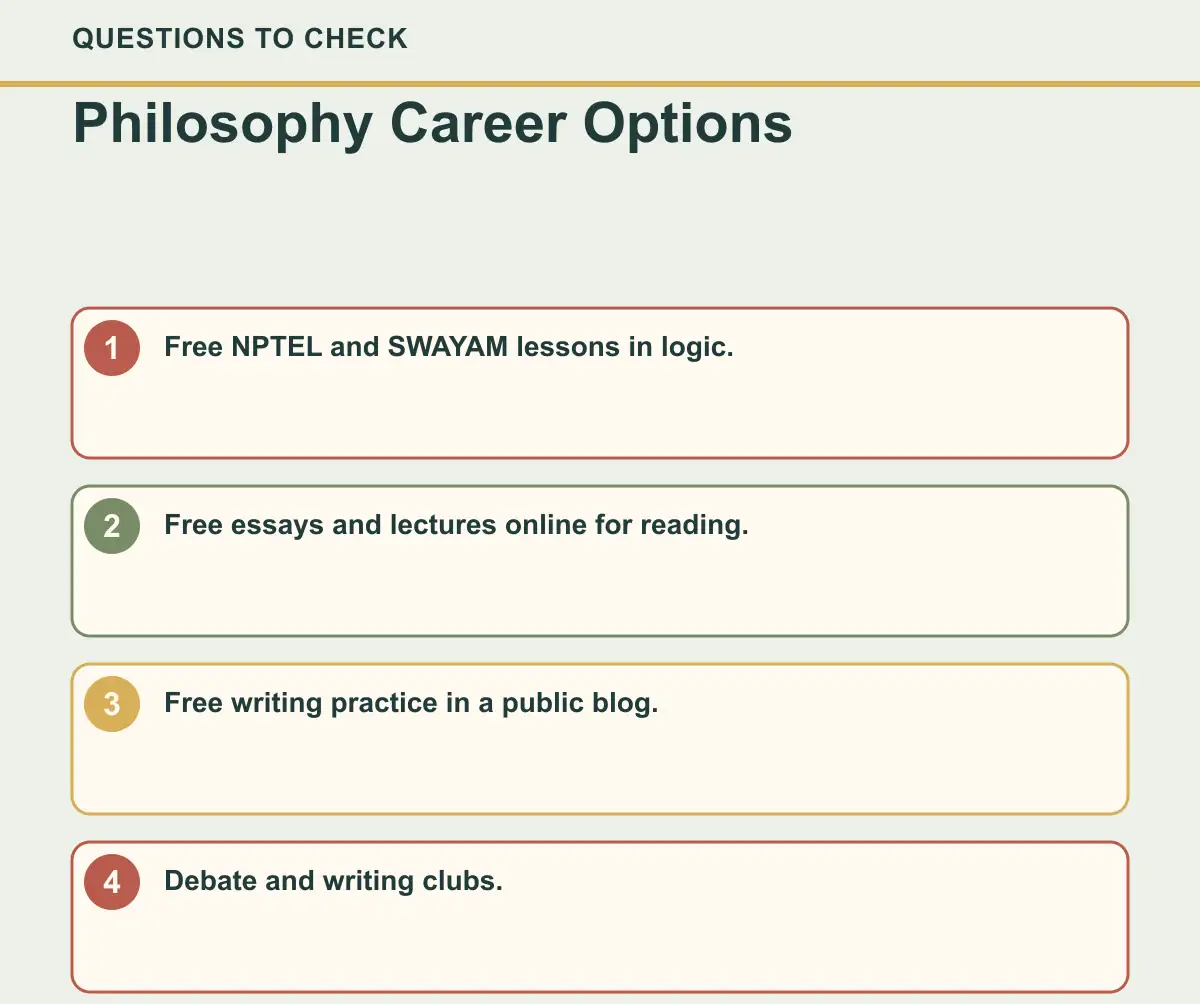 QUESTIONS TO CHECK
Philosophy Career Options
1 Free NPTEL and SWAYAM lessons in logic.
2 Free essays and lectures online for reading.
3 Free writing practice in a public blog.
4 Debate and writing clubs.